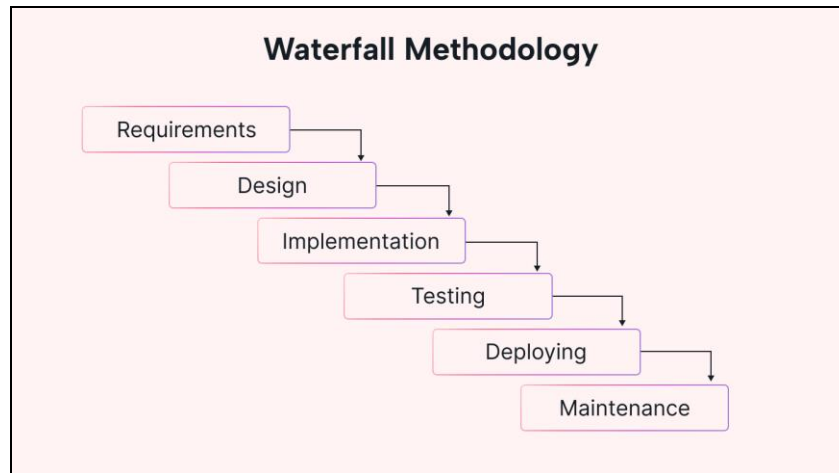 Waterfall Methodology
Requirements
Design
Implementation
Testing
Deploying
Maintenance